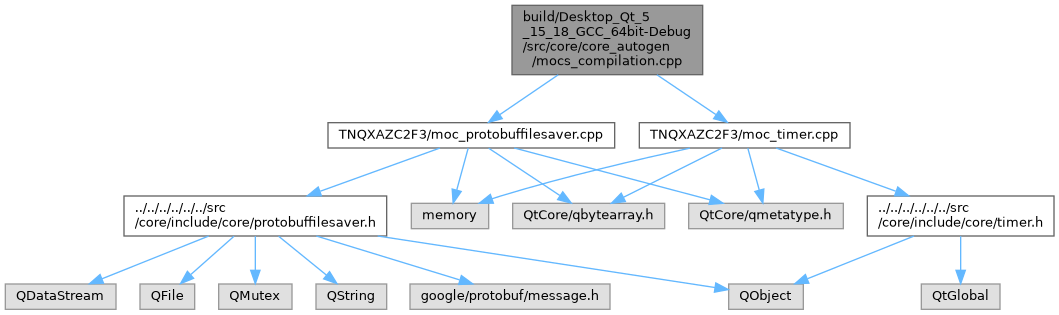 build/Desktop_Qt_5
_15_18_GCC_64bit-Debug
/src/core/core_autogen
/mocs_compilation.cpp
TNQXAZC2F3/moc_protobuffilesaver.cpp
TNQXAZC2F3/moc_timer.cpp
../../../../../../src
/core/include/core/protobuffilesaver.h
memory
QtCore/qbytearray.h
QtCore/qmetatype.h
../../../../../../src
/core/include/core/timer.h
QDataStream
QFile
QMutex
QString
google/protobuf/message.h
QObject
QtGlobal